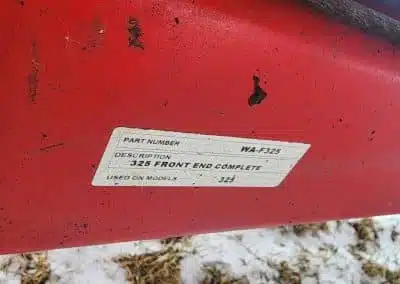 PART NUMBER WA-F325
DESCRIPTION
325 FRONT END COMPLETE
USED ON MODELS 325